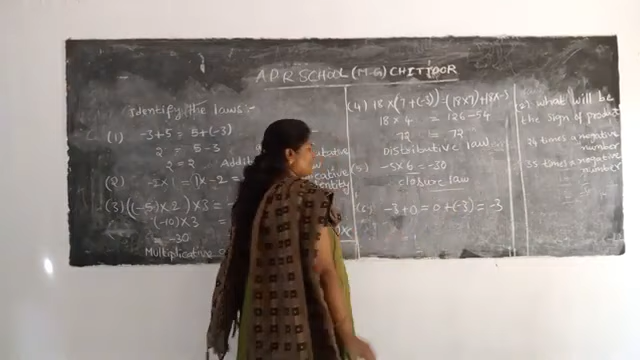 A.P.R SCHOOL (M-G) CHITTOOR
Identify the laws :-
(1) -3+5 = 5+(-3)
2 = 5-3
2 = 2
(2) -2×1 = 1×-2 =
(3) ((-5)×2)×3 =
(-10)×3 =
= -30
Multiplicative
(4) 18×(7+(-3)) = (18×7)+18×-3
18×4 = 126-54
72 = 72
Distributive law
(5) -5×6 = -30
closure law
(6) -3+0 = 0+(-3) = -3
2) what will be
the sign of product
24 times a negative
number
35 times a negative
number